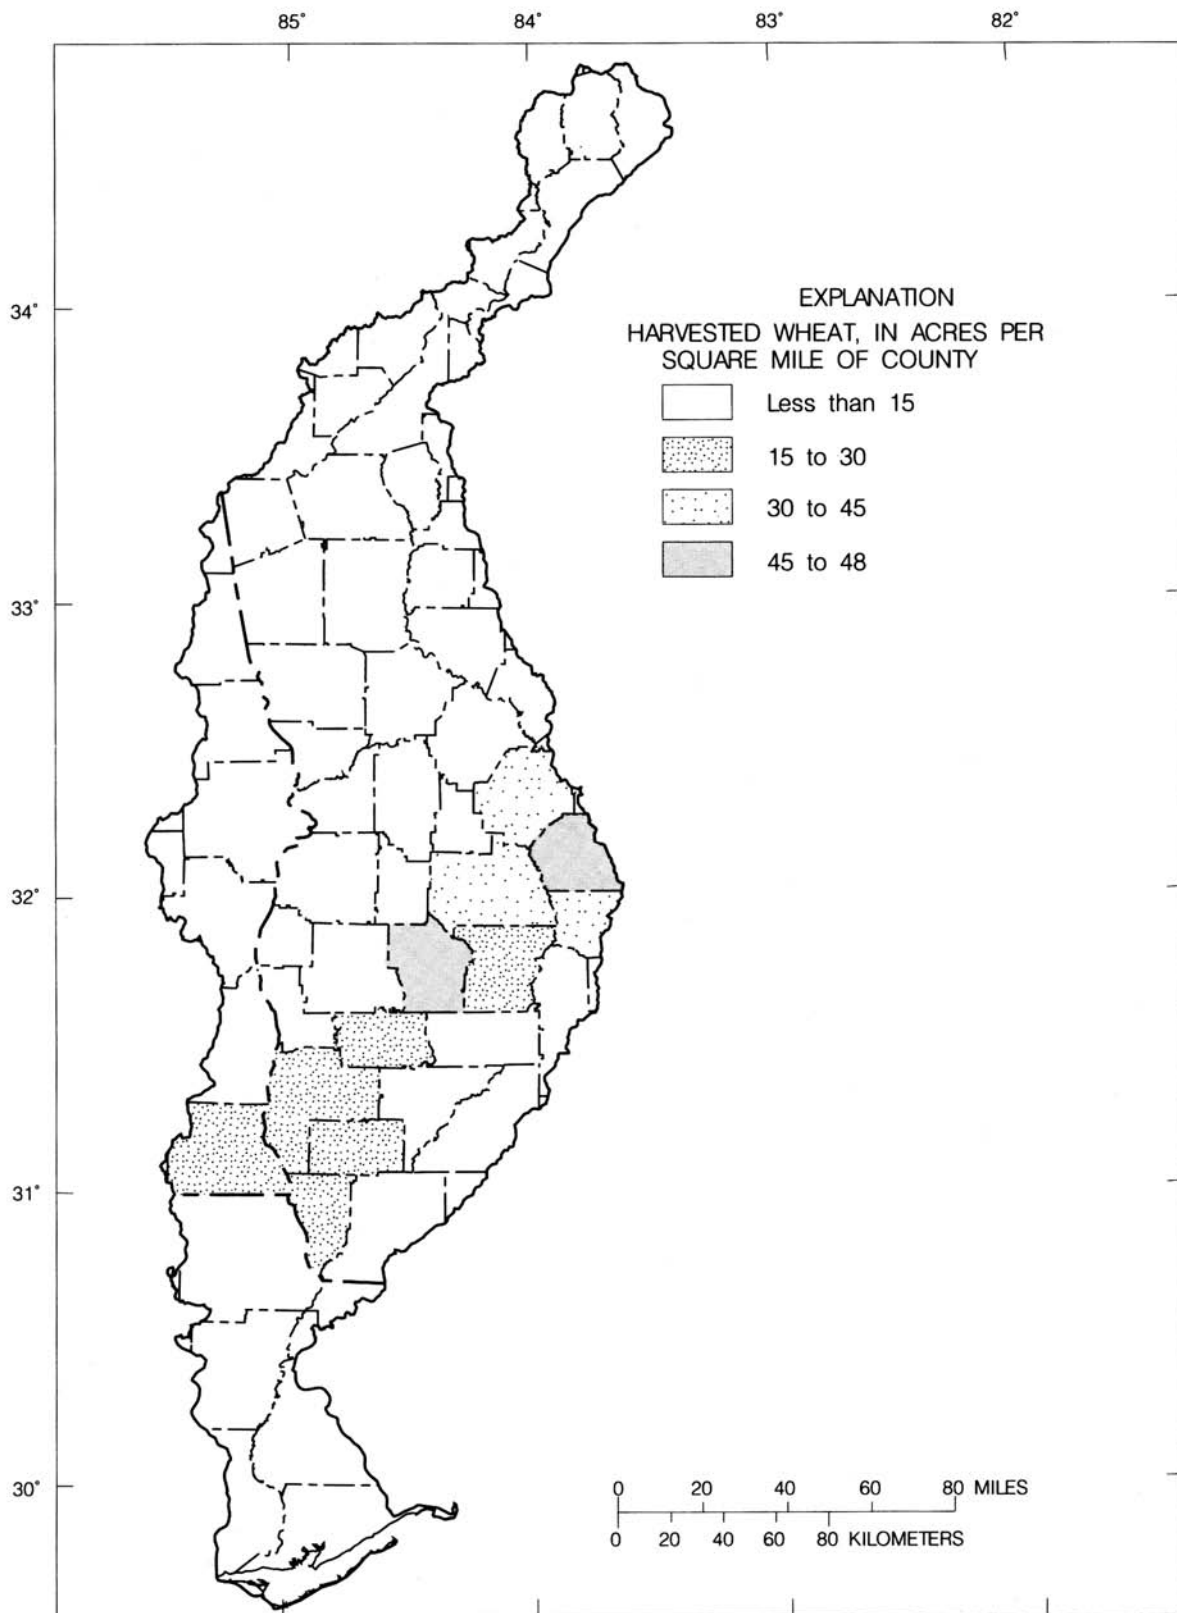 85° 84° 83° 82°
34°
EXPLANATION
HARVESTED WHEAT, IN ACRES PER
SQUARE MILE OF COUNTY
Less than 15
15 to 30
30 to 45
45 to 48
33°
32°
31°
30°
0 20 40 60 80 MILES
0 20 40 60 80 KILOMETERS